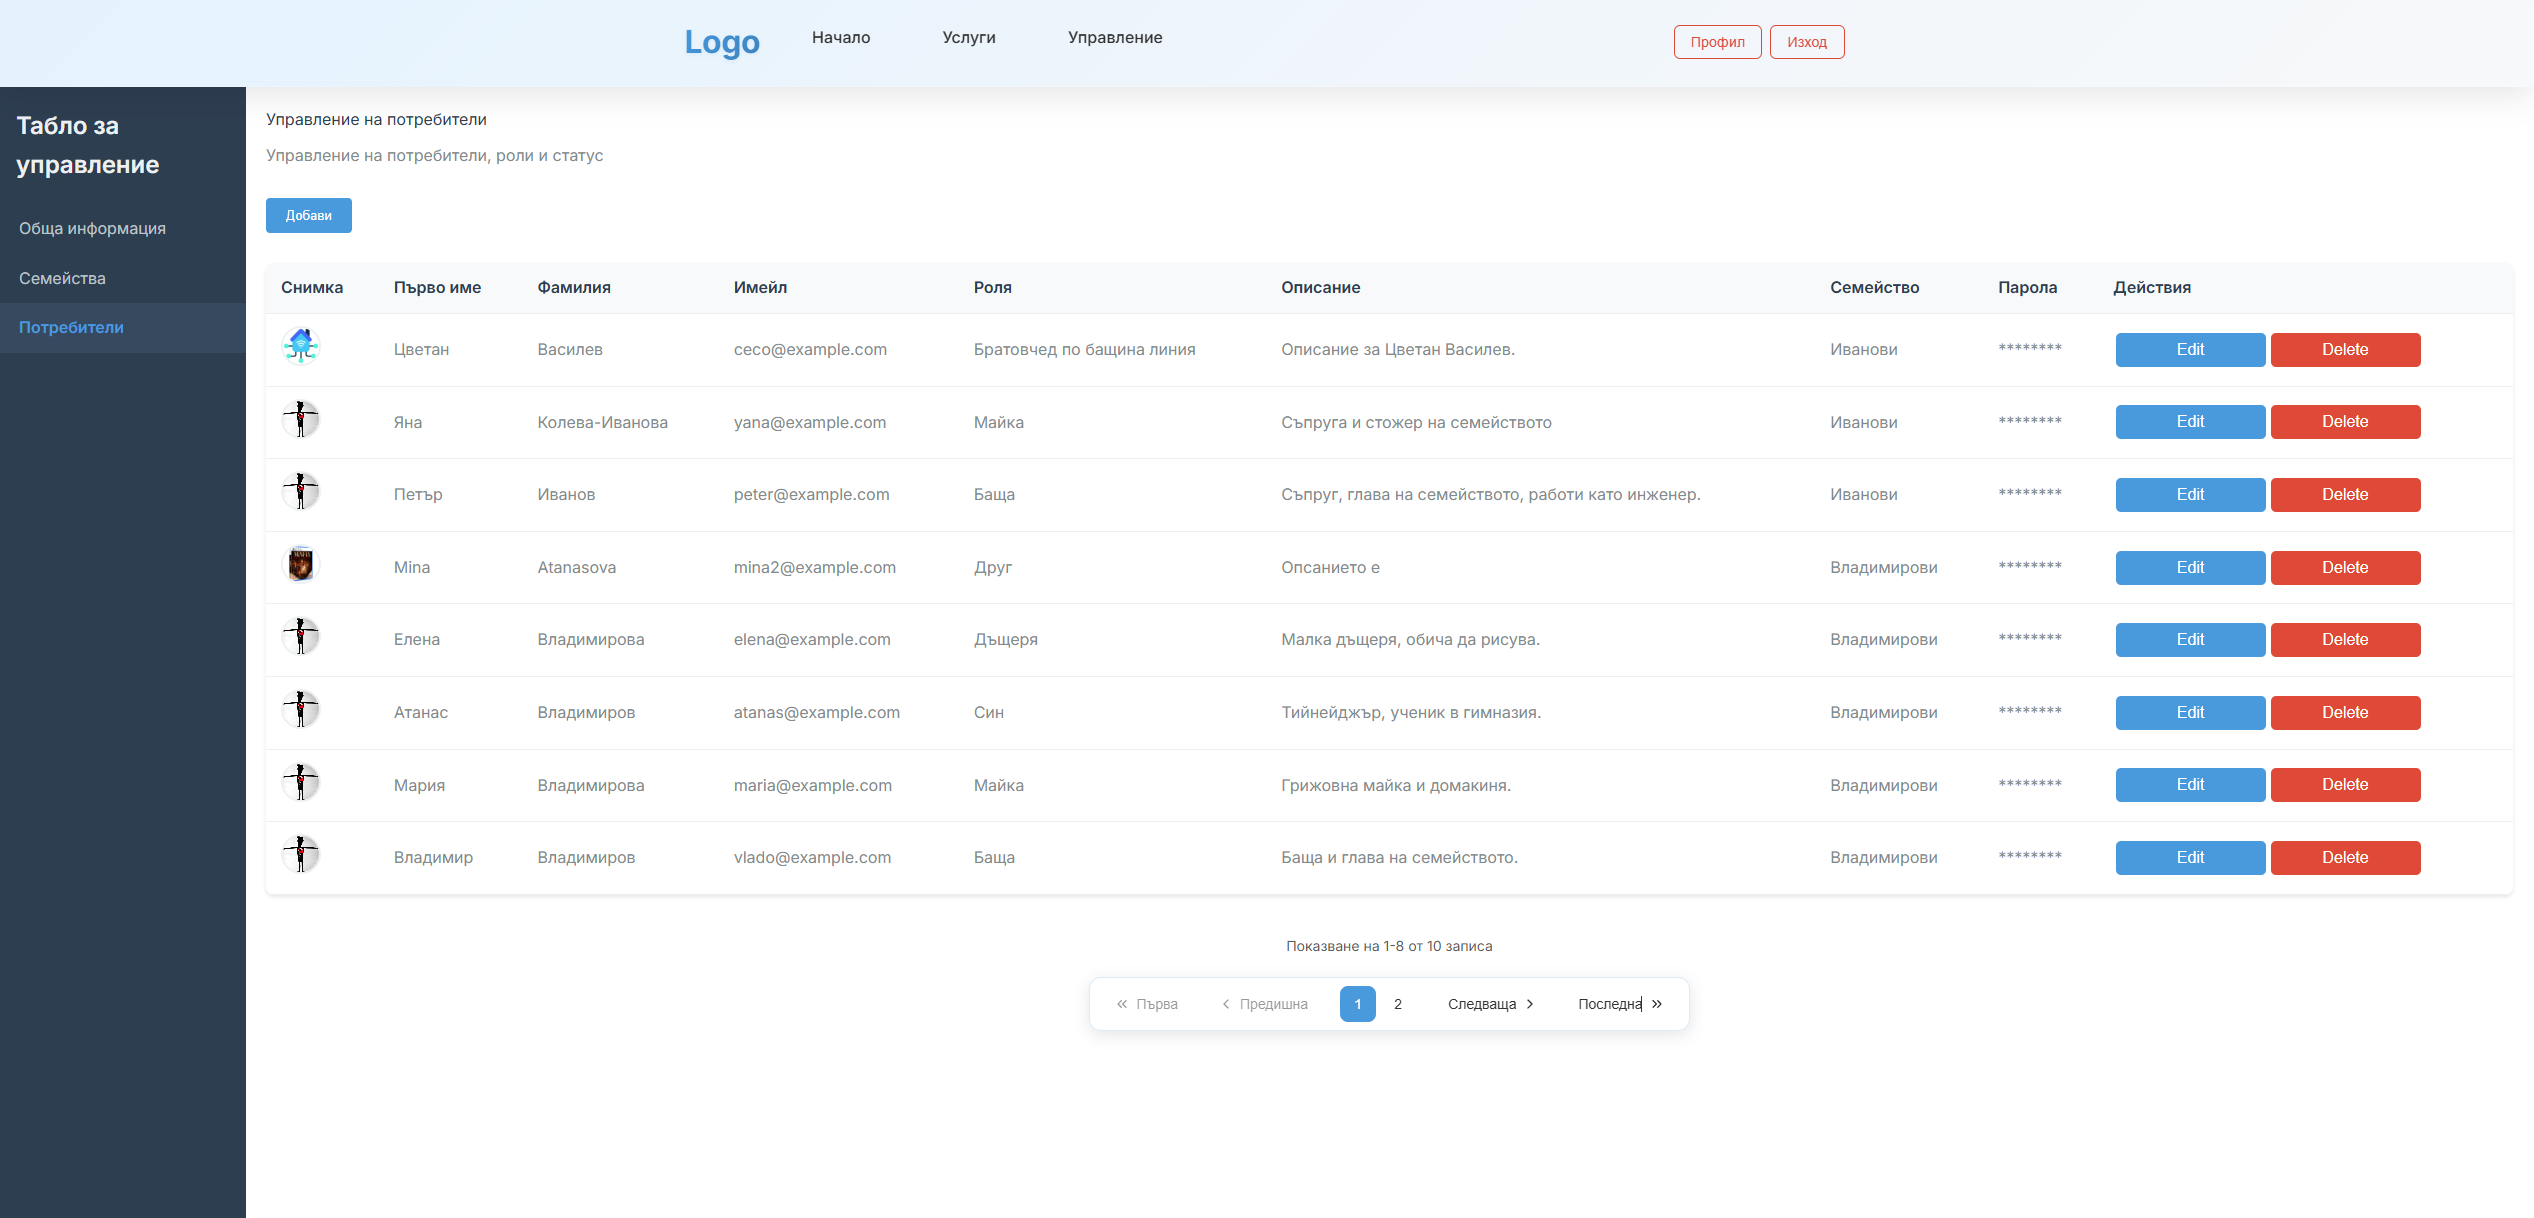 Logo Начало Услуги Управление Профил Изход
Табло за
управление
Обща информация
Семейства
Потребители
Управление на потребители
Управление на потребители, роли и статус
Добави
Снимка Първо име Фамилия Имейл Роля Описание Семейство Парола Действия
Цветан Василев ceco@example.com Братовчед по бащина линия Описание за Цветан Василев. Иванови ******** Edit Delete
Яна Колева-Иванова yana@example.com Майка Съпруга и стожер на семейството Иванови ******** Edit Delete
Петър Иванов peter@example.com Баща Съпруг, глава на семейството, работи като инженер. Иванови ******** Edit Delete
Mina Atanasova mina2@example.com Друг Опсанието е Владимирови ******** Edit Delete
Елена Владимирова elena@example.com Дъщеря Малка дъщеря, обича да рисува. Владимирови ******** Edit Delete
Атанас Владимиров atanas@example.com Син Тийнейджър, ученик в гимназия. Владимирови ******** Edit Delete
Мария Владимирова maria@example.com Майка Грижовна майка и домакиня. Владимирови ******** Edit Delete
Владимир Владимиров vlado@example.com Баща Баща и глава на семейството. Владимирови ******** Edit Delete
Показване на 1-8 от 10 записа
« Първа ‹ Предишна 1 2 Следваща › Последна »